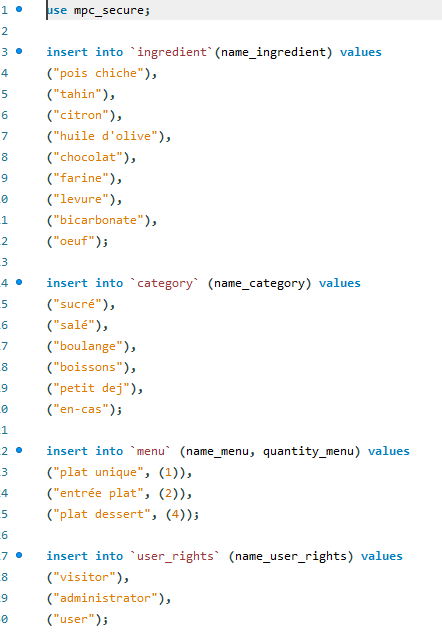 1 use mpc_secure;
2
3 insert into `ingredient`(name_ingredient) values
4 ("pois chiche"),
5 ("tahin"),
6 ("citron"),
7 ("huile d'olive"),
8 ("chocolat"),
9 ("farine"),
0 ("levure"),
1 ("bicarbonate"),
2 ("oeuf");
3
4 insert into `category` (name_category) values
5 ("sucré"),
6 ("salé"),
7 ("boulange"),
8 ("boissons"),
9 ("petit dej"),
0 ("en-cas");
1
2 insert into `menu` (name_menu, quantity_menu) values
3 ("plat unique", (1)),
4 ("entrée plat", (2)),
5 ("plat dessert", (4));
6
7 insert into `user_rights` (name_user_rights) values
8 ("visitor"),
9 ("administrator"),
0 ("user");